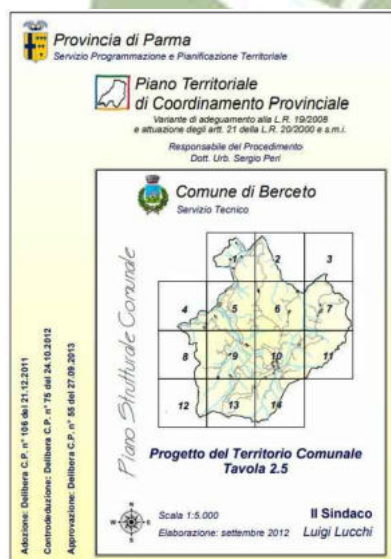 Provincia di Parma
Servizio Programmazione e Pianificazione Territoriale
Piano Territoriale
di Coordinamento Provinciale
Variante di adeguamento alla L.R. 19/2008
e attuazione degli artt. 21 della L.R. 20/2000 e s.m.i.
Responsabile del Procedimento
Dott. Urb. Sergio Peri
Comune di Berceto
Servizio Tecnico
Piano Strutturale Comunale
1 2 3
4 5 6 7
8 9 10 11
12 13 14
Progetto del Territorio Comunale
Tavola 2.5
Scala 1:5.000
Elaborazione: settembre 2012
Il Sindaco
Luigi Lucchi
Adozione: Delibera C.P. n° 106 del 21.12.2011
Controdeduzione: Delibera C.P. n° 75 del 24.10.2012
Approvazione: Delibera C.P. n° 55 del 27.09.2013
N
S